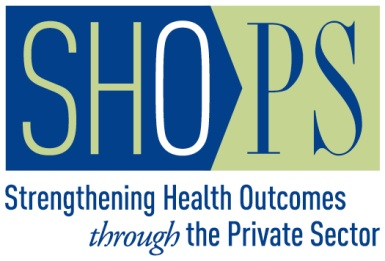 SHOPS
Strengthening Health Outcomes
through the Private Sector